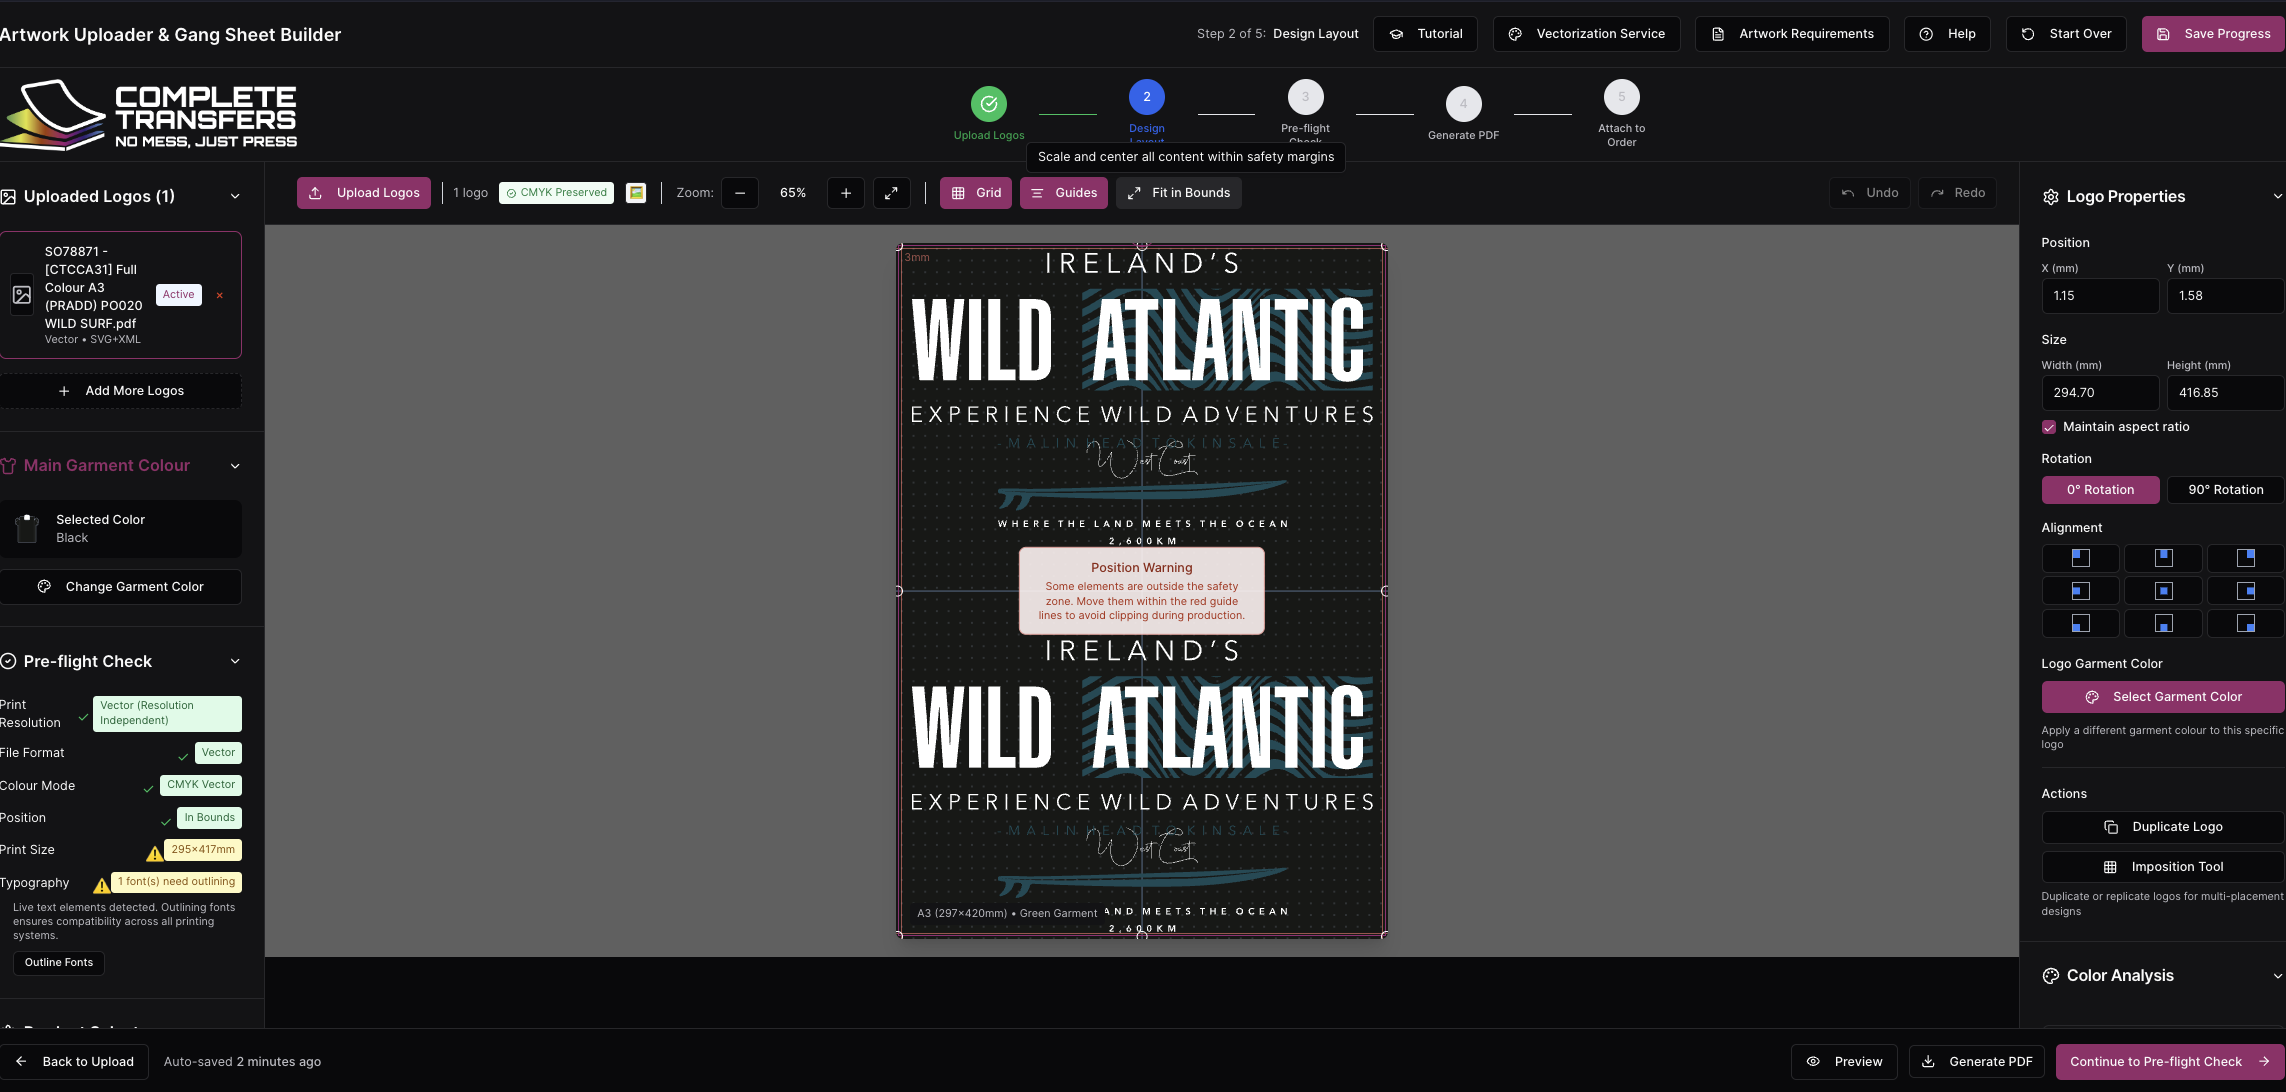 Artwork Uploader & Gang Sheet Builder
Step 2 of 5: Design Layout
Tutorial
Vectorization Service
Artwork Requirements
Help
Start Over
Save Progress
COMPLETE
TRANSFERS
NO MESS, JUST PRESS
Upload Logos
2
Design
Layout
3
Pre-flight
Check
4
Generate PDF
5
Attach to
Order
Scale and center all content within safety margins
Uploaded Logos (1)
SO78871 -
[CTCCA31] Full
Colour A3
(PRADD) PO020
WILD SURF.pdf
Vector • SVG+XML
Active
×
Add More Logos
Main Garment Colour
Selected Color
Black
Change Garment Color
Pre-flight Check
Print
Resolution
Vector (Resolution
Independent)
File Format
Vector
Colour Mode
CMYK Vector
Position
In Bounds
Print Size
295×417mm
Typography
1 font(s) need outlining
Live text elements detected. Outlining fonts
ensures compatibility across all printing
systems.
Outline Fonts
Upload Logos
1 logo
CMYK Preserved
Zoom:
65%
Grid
Guides
Fit in Bounds
Undo
Redo
3mm
IRELAND'S
WILD ATLANTIC
EXPERIENCE WILD ADVENTURES
MALIN HEAD TO KINSALE
West Coast
WHERE THE LAND MEETS THE OCEAN
2,600KM
Position Warning
Some elements are outside the safety
zone. Move them within the red guide
lines to avoid clipping during production.
IRELAND'S
WILD ATLANTIC
EXPERIENCE WILD ADVENTURES
MALIN HEAD TO KINSALE
West Coast
A3 (297×420mm) • Green Garment
AND MEETS THE OCEAN
2,600KM
Logo Properties
Position
X (mm)
Y (mm)
1.15
1.58
Size
Width (mm)
Height (mm)
294.70
416.85
Maintain aspect ratio
Rotation
0° Rotation
90° Rotation
Alignment
Logo Garment Color
Select Garment Color
Apply a different garment colour to this specific
logo
Actions
Duplicate Logo
Imposition Tool
Duplicate or replicate logos for multi-placement
designs
Color Analysis
Back to Upload
Auto-saved 2 minutes ago
Preview
Generate PDF
Continue to Pre-flight Check